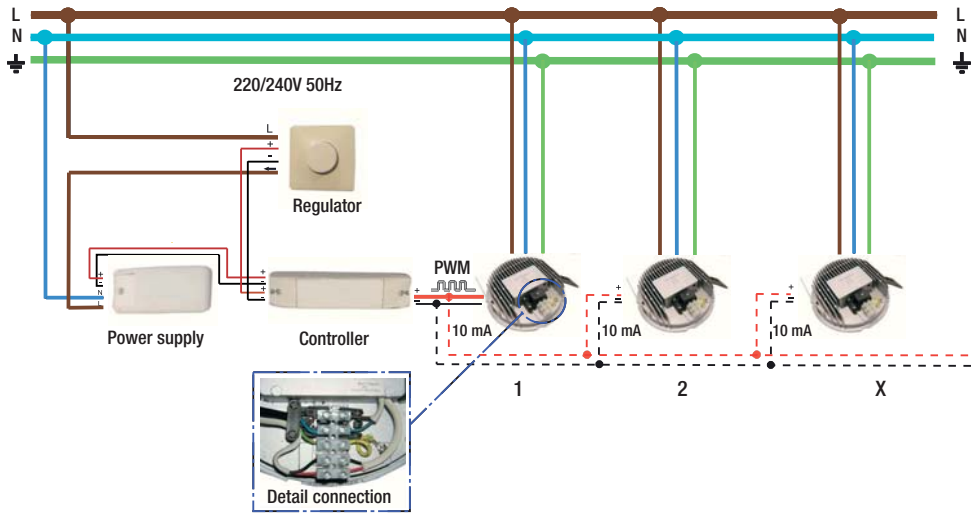 L
L
N
N
220/240V 50Hz
L
+
-
Regulator
+
-
N
L
Power supply
+
-
+
-
Controller
PWM
+
-
10 mA
+
-
10 mA
+
-
10 mA
1
2
X
Detail connection